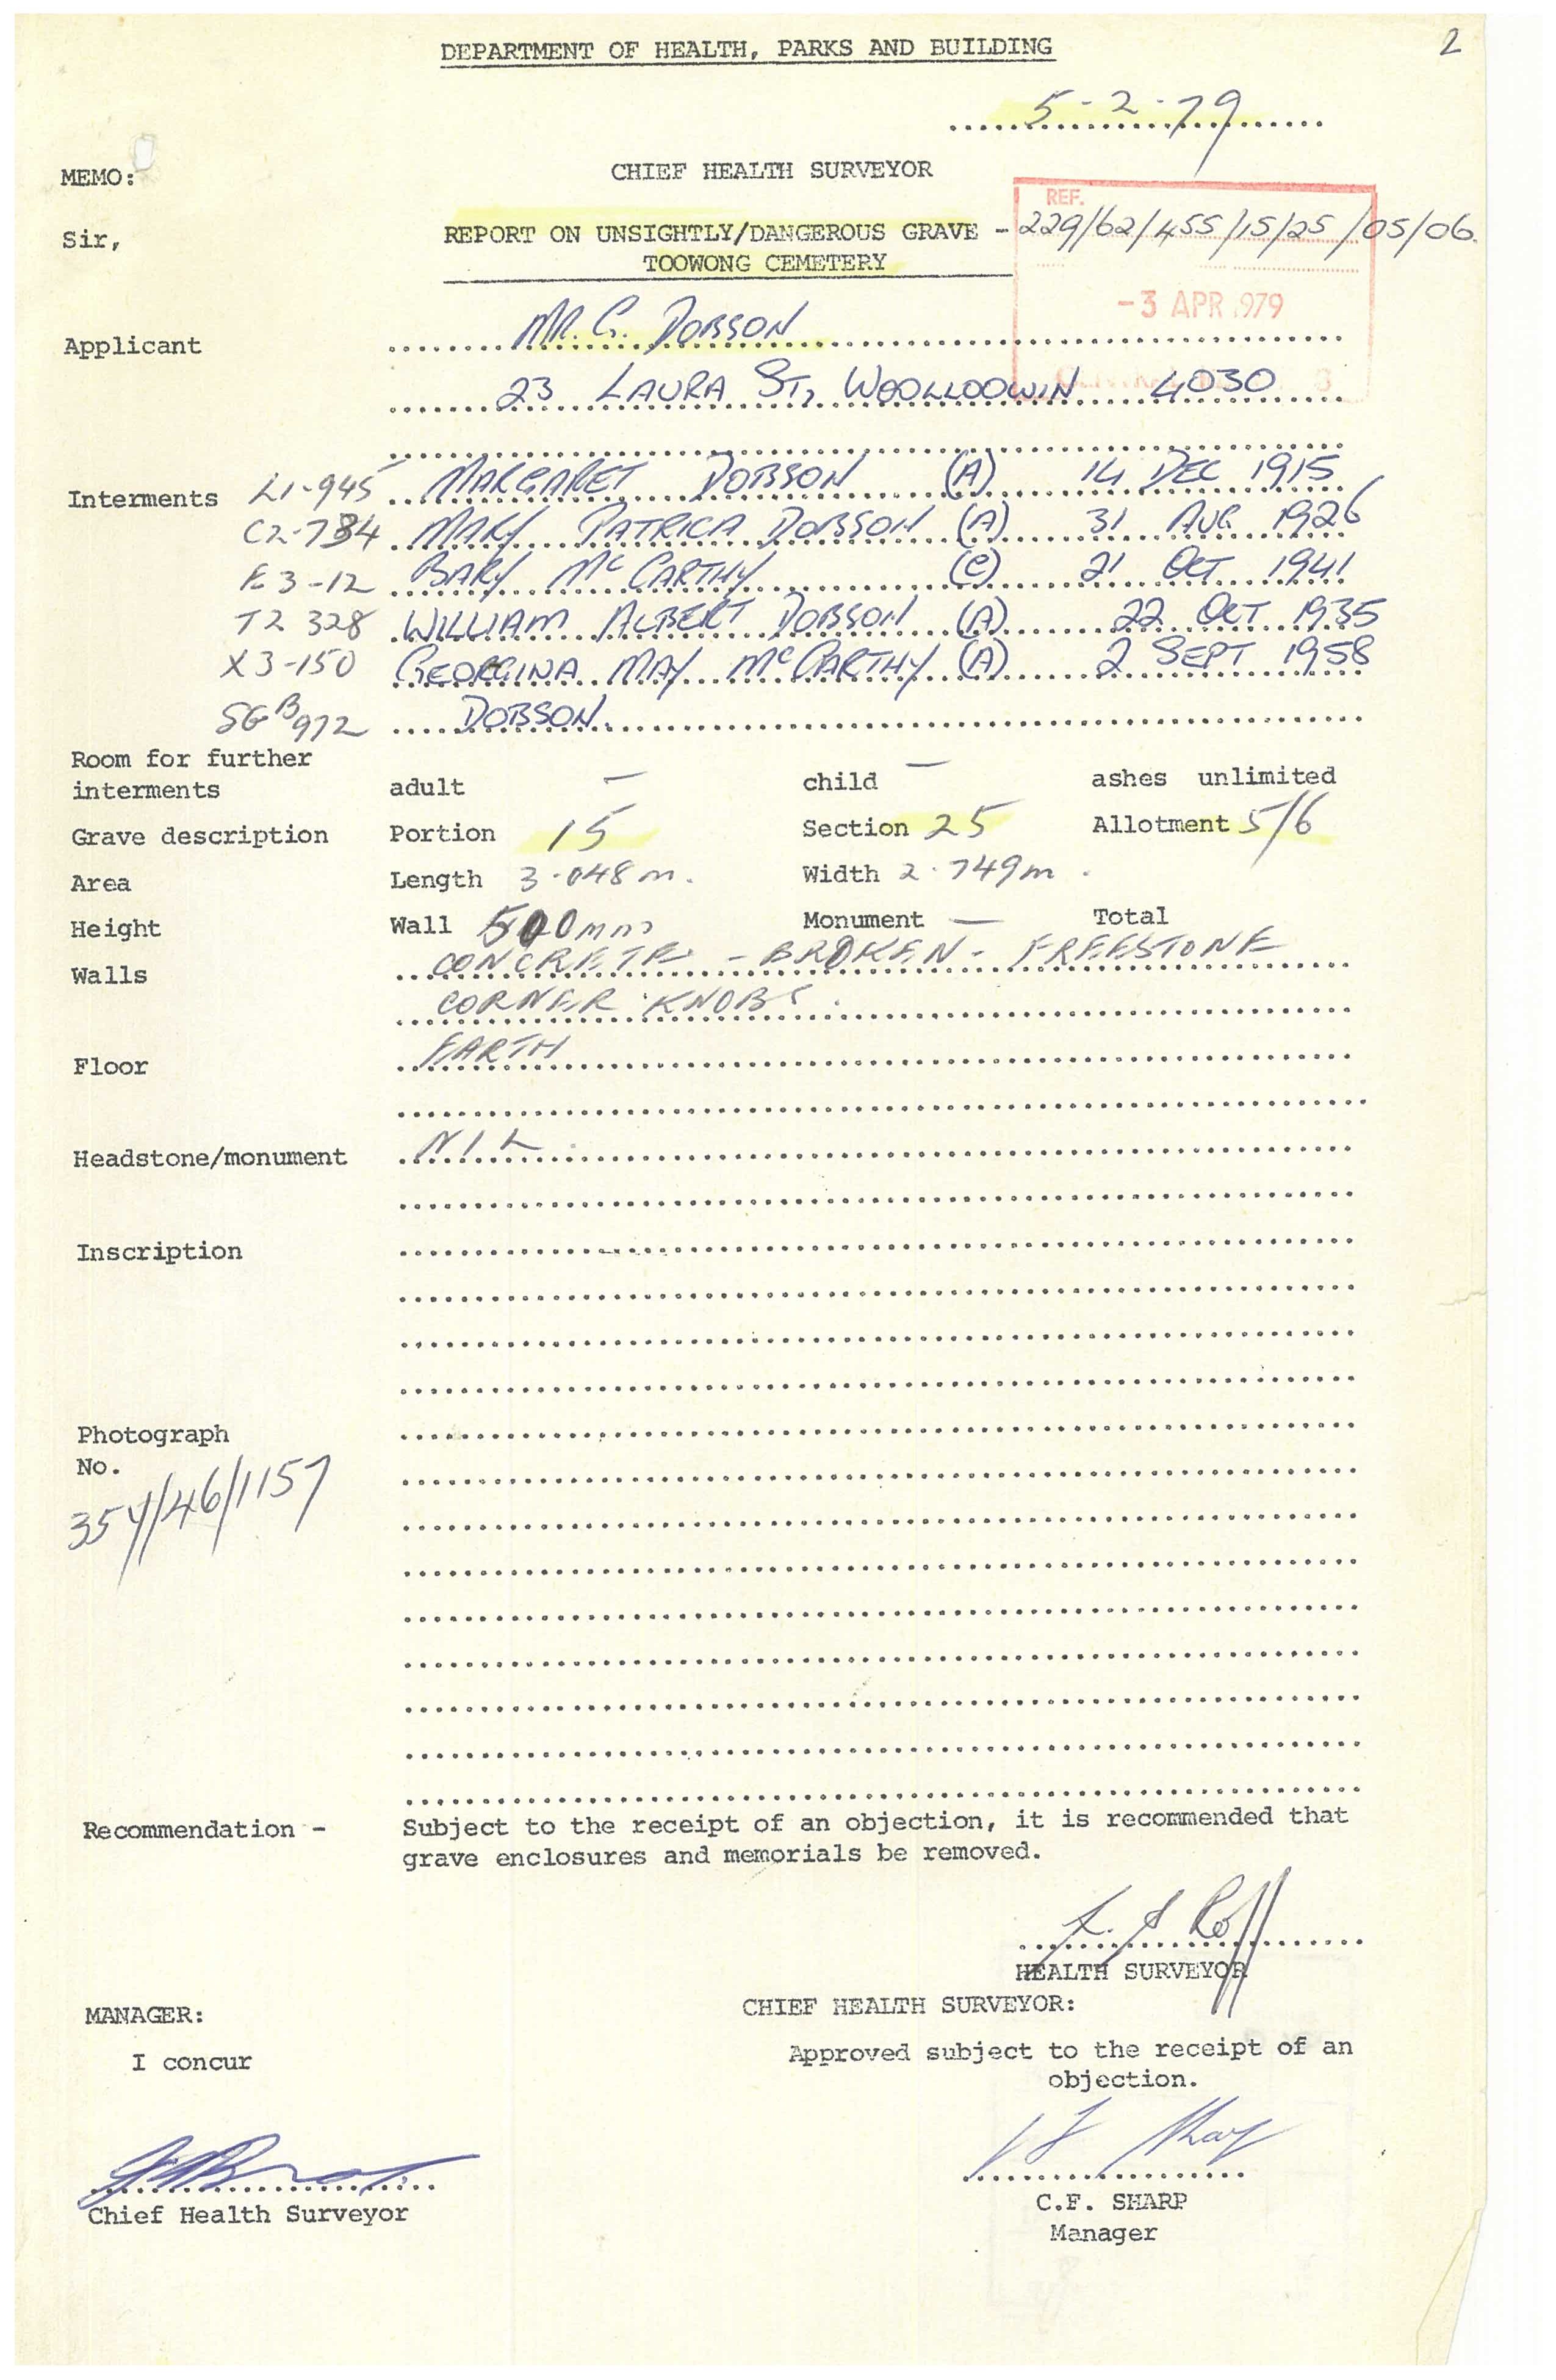 DEPARTMENT OF HEALTH, PARKS AND BUILDING
2
5-2-79
MEMO:
CHIEF HEALTH SURVEYOR
REF.
Sir,
REPORT ON UNSIGHTLY/DANGEROUS GRAVE - 229/62/455/15/25/05/06.
TOOWONG CEMETERY
-3 APR 1979
Applicant MR. G. DOBSON
23 LAURA ST, WOOLLOOWIN 4030
Interments L1-945 MARGARET DOBSON (A) 14 DEC 1915
C2-784 MARY PATRICA DOBSON (A) 31 AUG 1926
E3-12 BARY McCARTHY (C) 21 OCT 1941
T2 328 WILLIAM ALBERT DOBSON (A) 22 OCT 1935
X3-150 GEORGINA MAY McCARTHY (A) 2 SEPT 1958
SG B 972 DOBSON.
Room for further
interments adult — child — ashes unlimited
Grave description Portion 15 Section 25 Allotment 5/6
Area Length 3.048m. Width 2.749m.
Height Wall 500mm Monument — Total
Walls CONCRETE - BROKEN - FREESTONE
CORNER KNOBS.
Floor EARTH
Headstone/monument NIL.
Inscription
Photograph
No.
354/46/1157
Recommendation - Subject to the receipt of an objection, it is recommended that
grave enclosures and memorials be removed.
HEALTH SURVEYOR
MANAGER:
CHIEF HEALTH SURVEYOR:
I concur
Approved subject to the receipt of an
objection.
Chief Health Surveyor
C.F. SHARP
Manager